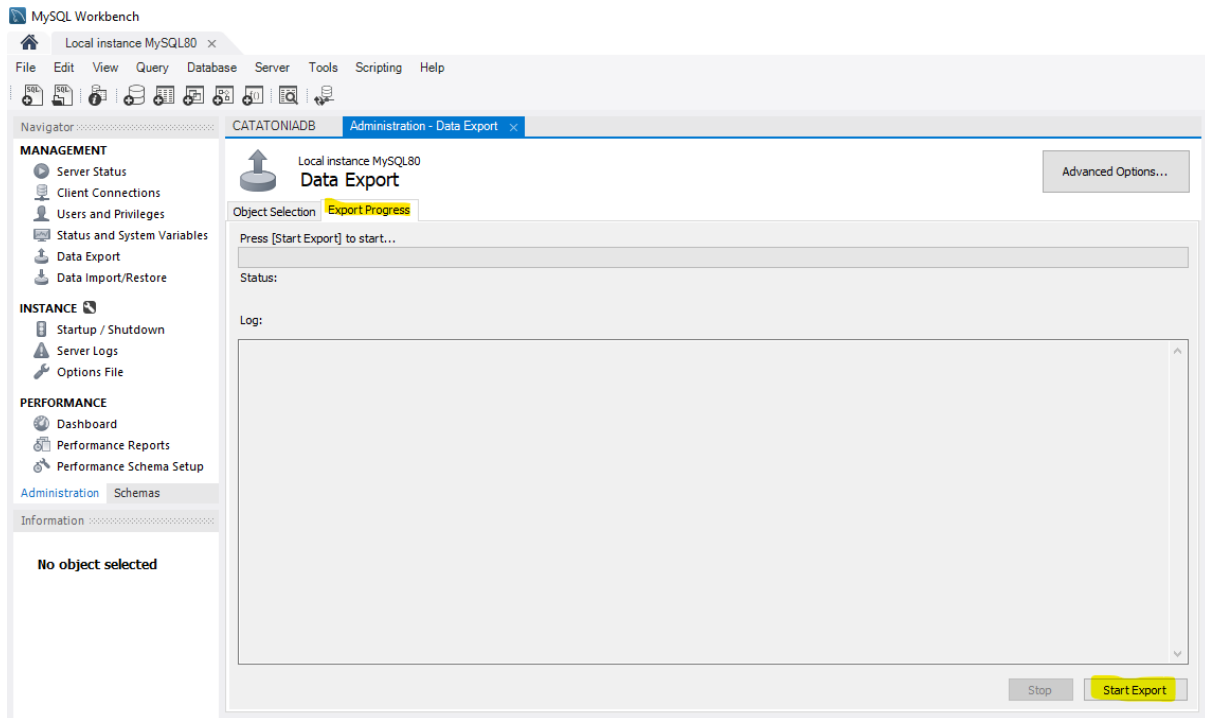 MySQL Workbench
Local instance MySQL80
File Edit View Query Database Server Tools Scripting Help
Navigator
MANAGEMENT
Server Status
Client Connections
Users and Privileges
Status and System Variables
Data Export
Data Import/Restore
INSTANCE
Startup / Shutdown
Server Logs
Options File
PERFORMANCE
Dashboard
Performance Reports
Performance Schema Setup
Administration Schemas
Information
No object selected
CATATONIADB Administration - Data Export
Local instance MySQL80
Data Export
Advanced Options...
Object Selection Export Progress
Press [Start Export] to start...
Status:
Log:
Stop Start Export